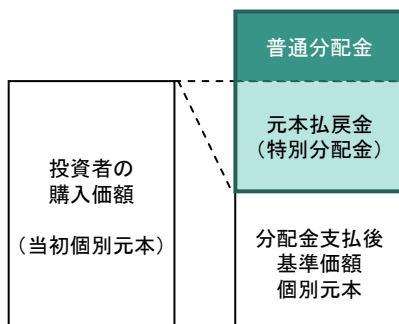 普通分配金
元本払戻金
（特別分配金）
投資者の
購入価額
（当初個別元本）
分配金支払後
基準価額
個別元本